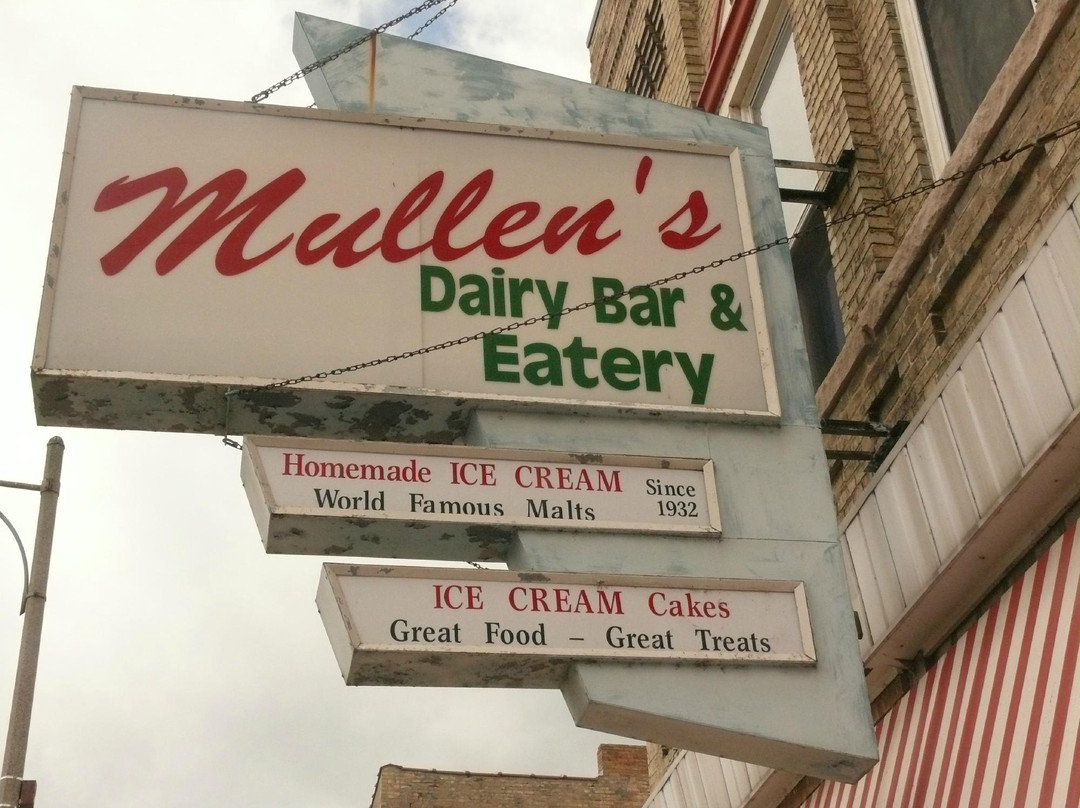 Mullen's
Dairy Bar &
Eatery
Homemade ICE CREAM
World Famous Malts
Since
1932
ICE CREAM Cakes
Great Food – Great Treats